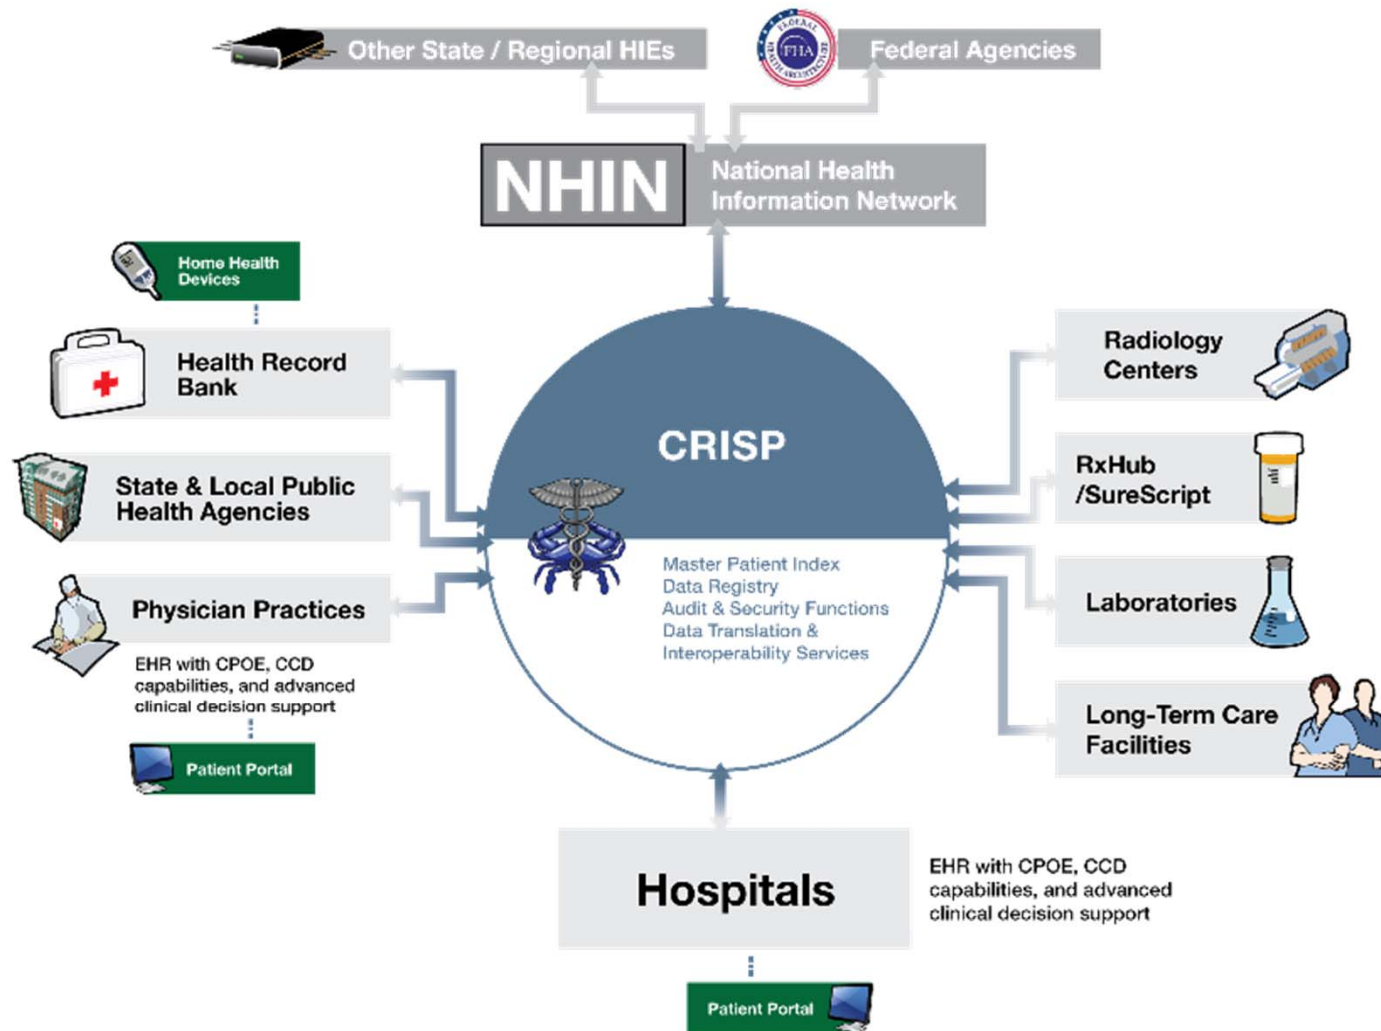 Other State / Regional HIEs
FEDERAL
FHA
HEALTH ARCHITECTURE
Federal Agencies
NHIN
National Health
Information Network
Home Health
Devices
Health Record
Bank
State & Local Public
Health Agencies
Physician Practices
EHR with CPOE, CCD
capabilities, and advanced
clinical decision support
Patient Portal
CRISP
Master Patient Index
Data Registry
Audit & Security Functions
Data Translation &
Interoperability Services
Radiology
Centers
RxHub
/SureScript
Laboratories
Long-Term Care
Facilities
Hospitals
EHR with CPOE, CCD
capabilities, and advanced
clinical decision support
Patient Portal